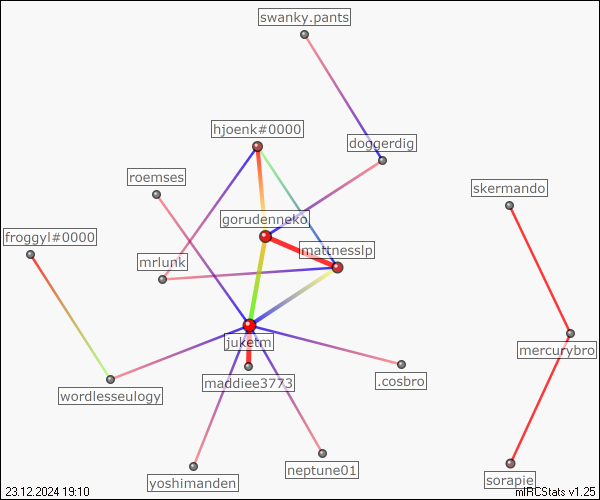 swanky.pants
hjoenk#0000
doggerdig
roemses
skermando
gorudenneko
froggyl#0000
mattnesslp
mrlunk
juketm
mercurybro
maddiee3773
.cosbro
wordlesseulogy
neptune01
yoshimanden
sorapie
23.12.2024 19:10
mIRCStats v1.25